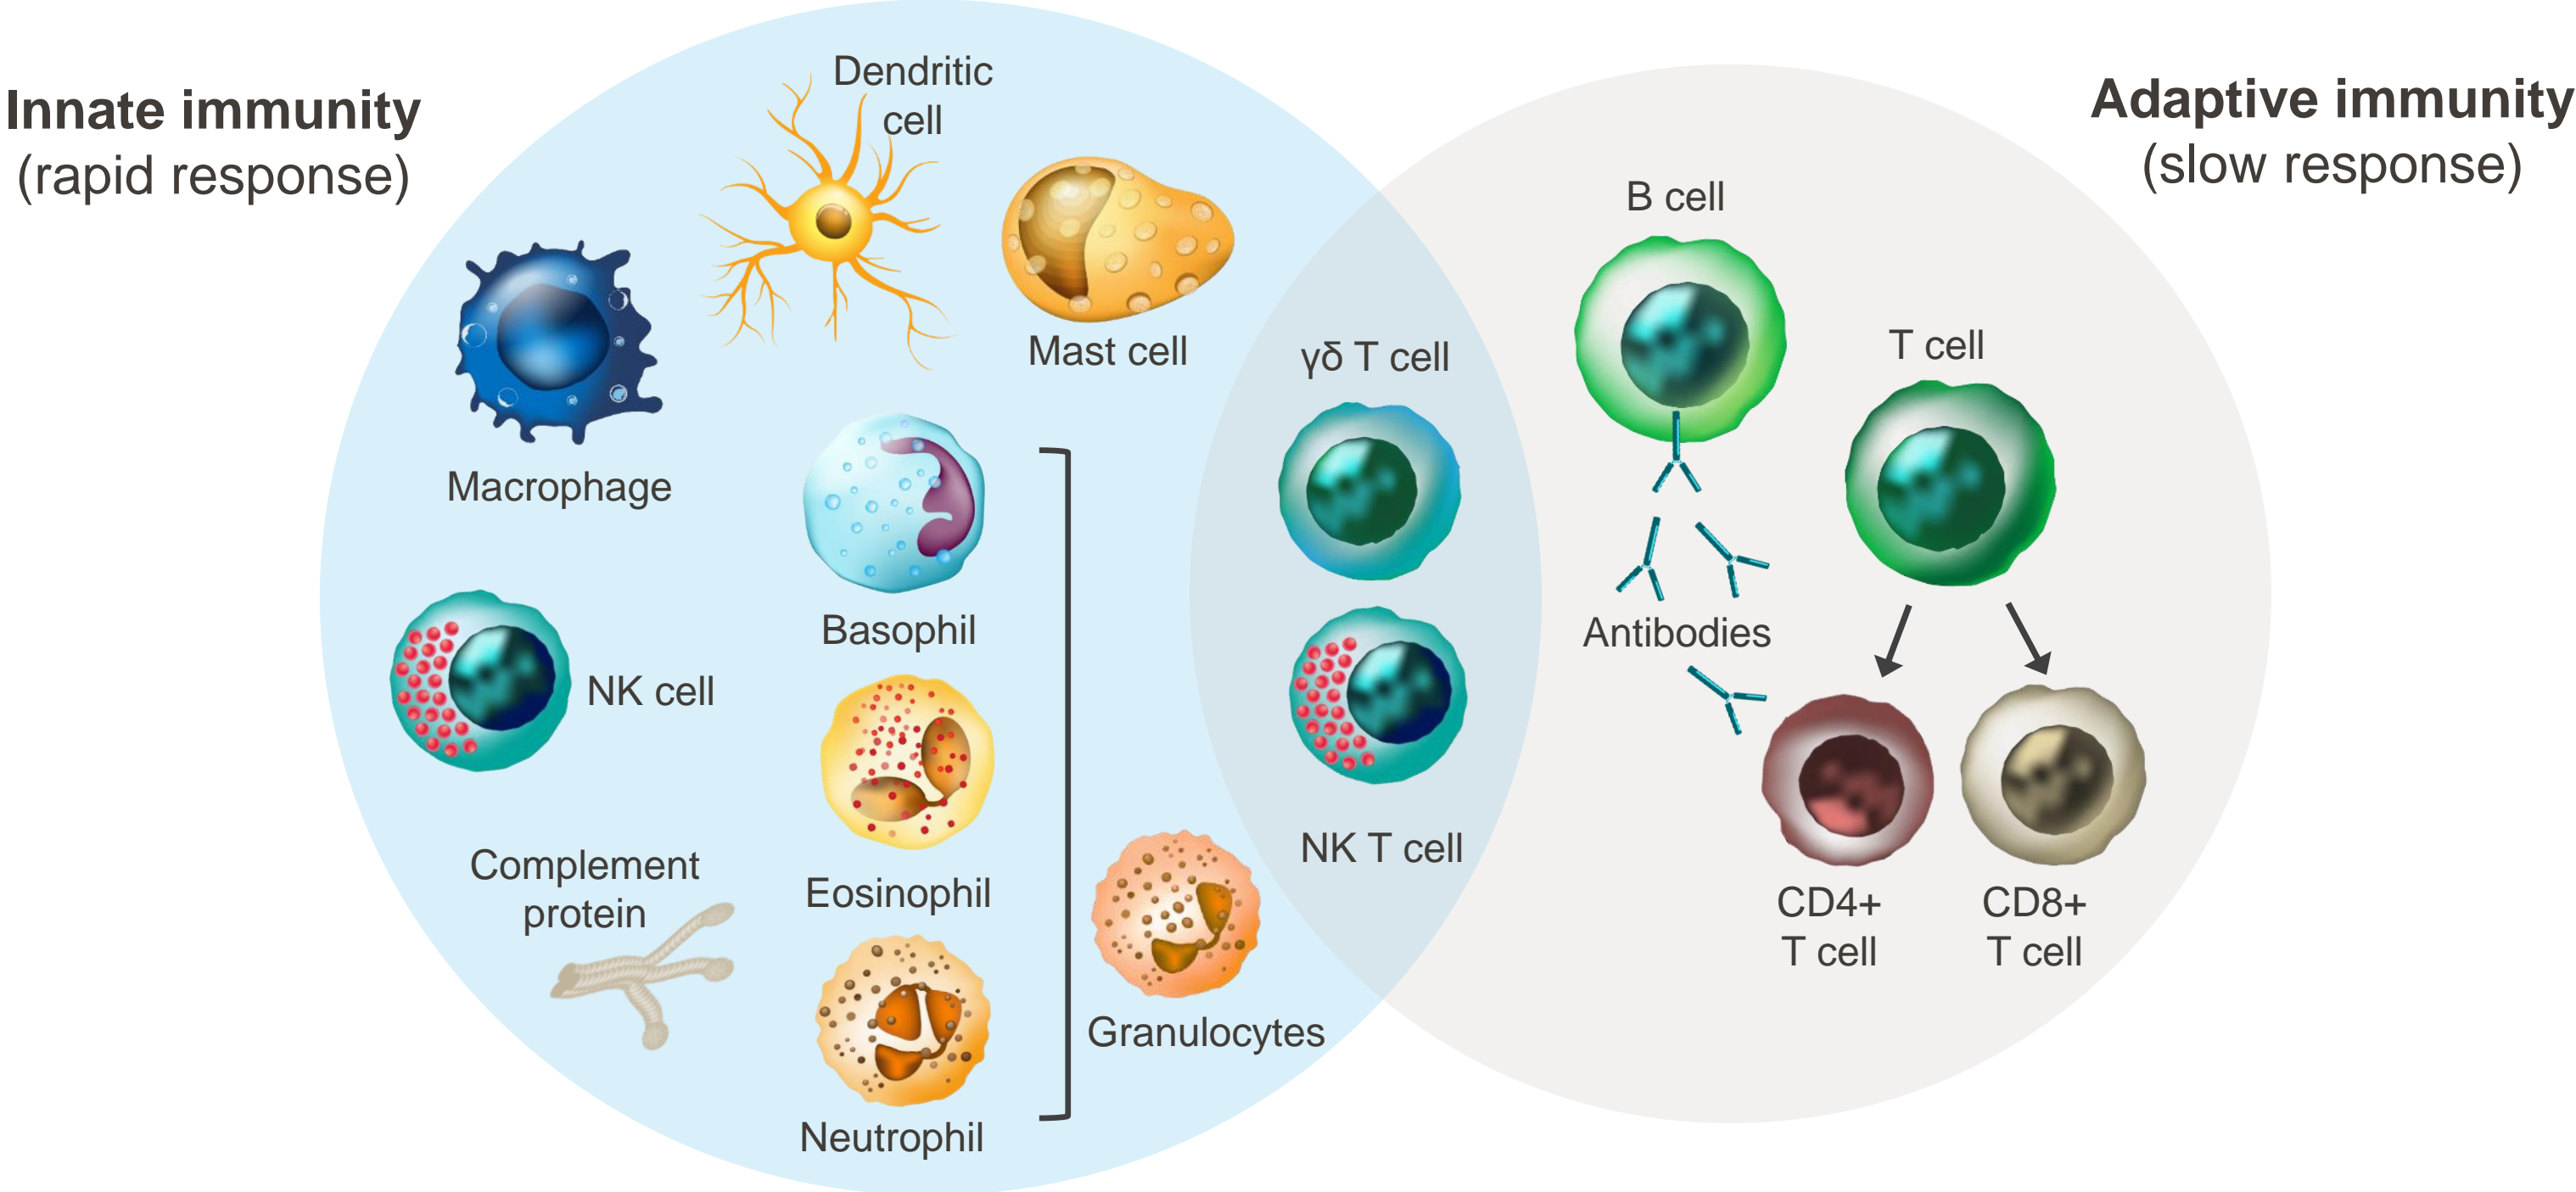 Innate immunity
(rapid response)
Dendritic
cell
Mast cell
Macrophage
Basophil
NK cell
Eosinophil
Complement
protein
Neutrophil
Granulocytes
γδ T cell
NK T cell
Adaptive immunity
(slow response)
B cell
T cell
Antibodies
CD4+
T cell
CD8+
T cell